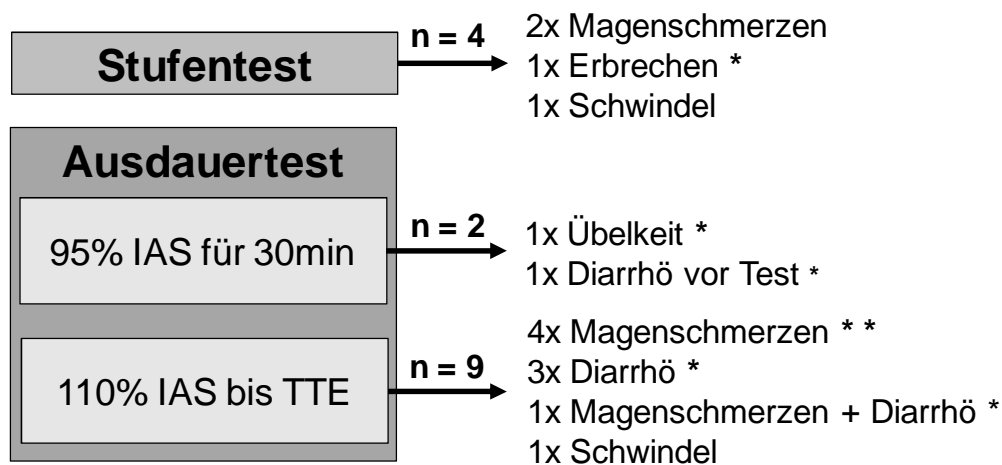 Stufentest
n = 4
2x Magenschmerzen
1x Erbrechen *
1x Schwindel
Ausdauertest
95% IAS für 30min
n = 2
1x Übelkeit *
1x Diarrhö vor Test *
110% IAS bis TTE
n = 9
4x Magenschmerzen * *
3x Diarrhö *
1x Magenschmerzen + Diarrhö *
1x Schwindel